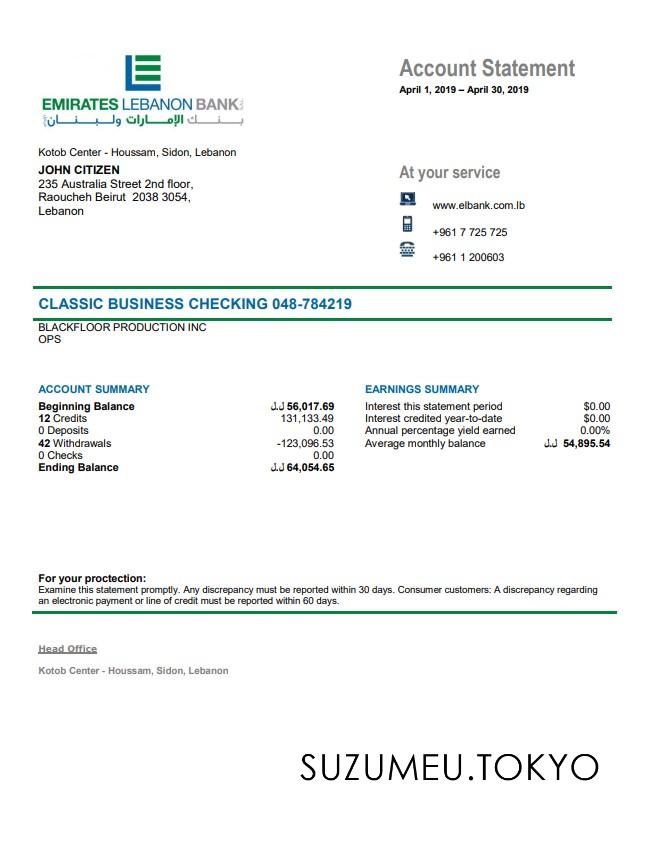 Account Statement
April 1, 2019 – April 30, 2019
EMIRATES LEBANON BANK
بنك الإمارات ولبنان
Kotob Center - Houssam, Sidon, Lebanon
JOHN CITIZEN
235 Australia Street 2nd floor,
Raoucheh Beirut 2038 3054,
Lebanon
At your service
www.elbank.com.lb
+961 7 725 725
+961 1 200603
CLASSIC BUSINESS CHECKING 048-784219
BLACKFLOOR PRODUCTION INC
OPS
ACCOUNT SUMMARY
Beginning Balance ل.ل 56,017.69
12 Credits 131,133.49
0 Deposits 0.00
42 Withdrawals -123,096.53
0 Checks 0.00
Ending Balance ل.ل 64,054.65
EARNINGS SUMMARY
Interest this statement period $0.00
Interest credited year-to-date $0.00
Annual percentage yield earned 0.00%
Average monthly balance ل.ل 54,895.54
For your proctection:
Examine this statement promptly. Any discrepancy must be reported within 30 days. Consumer customers: A discrepancy regarding
an electronic payment or line of credit must be reported within 60 days.
Head Office
Kotob Center - Houssam, Sidon, Lebanon
SUZUMEU.TOKYO